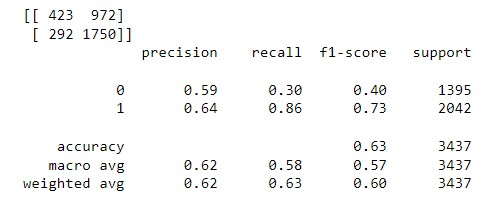 [[ 423  972]
 [ 292 1750]]
              precision    recall  f1-score   support

           0       0.59      0.30      0.40      1395
           1       0.64      0.86      0.73      2042

    accuracy                           0.63      3437
   macro avg       0.62      0.58      0.57      3437
weighted avg       0.62      0.63      0.60      3437